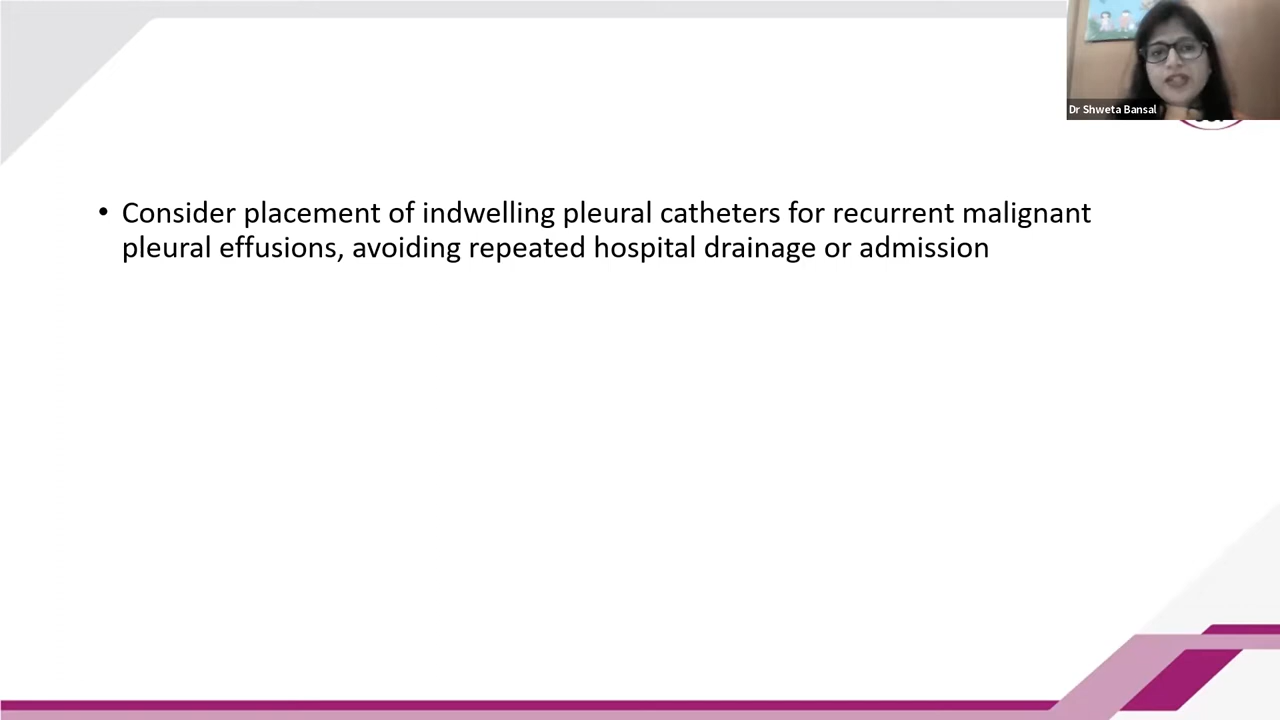 Dr Shweta Bansal
• Consider placement of indwelling pleural catheters for recurrent malignant
pleural effusions, avoiding repeated hospital drainage or admission